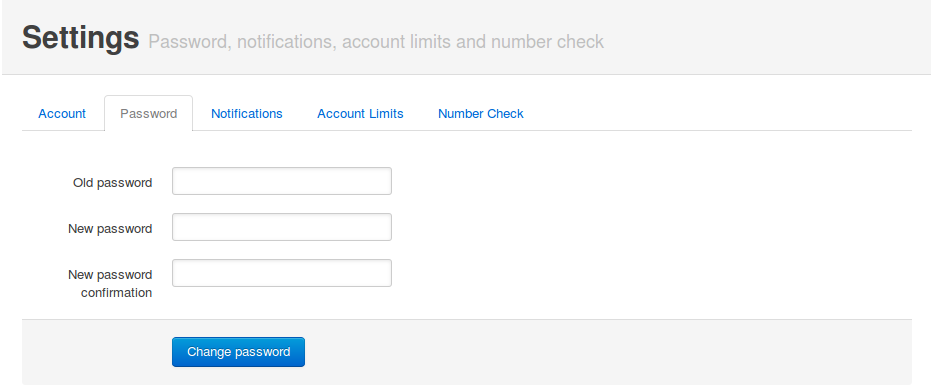 Settings Password, notifications, account limits and number check
Account Password Notifications Account Limits Number Check
Old password
New password
New password
confirmation
Change password